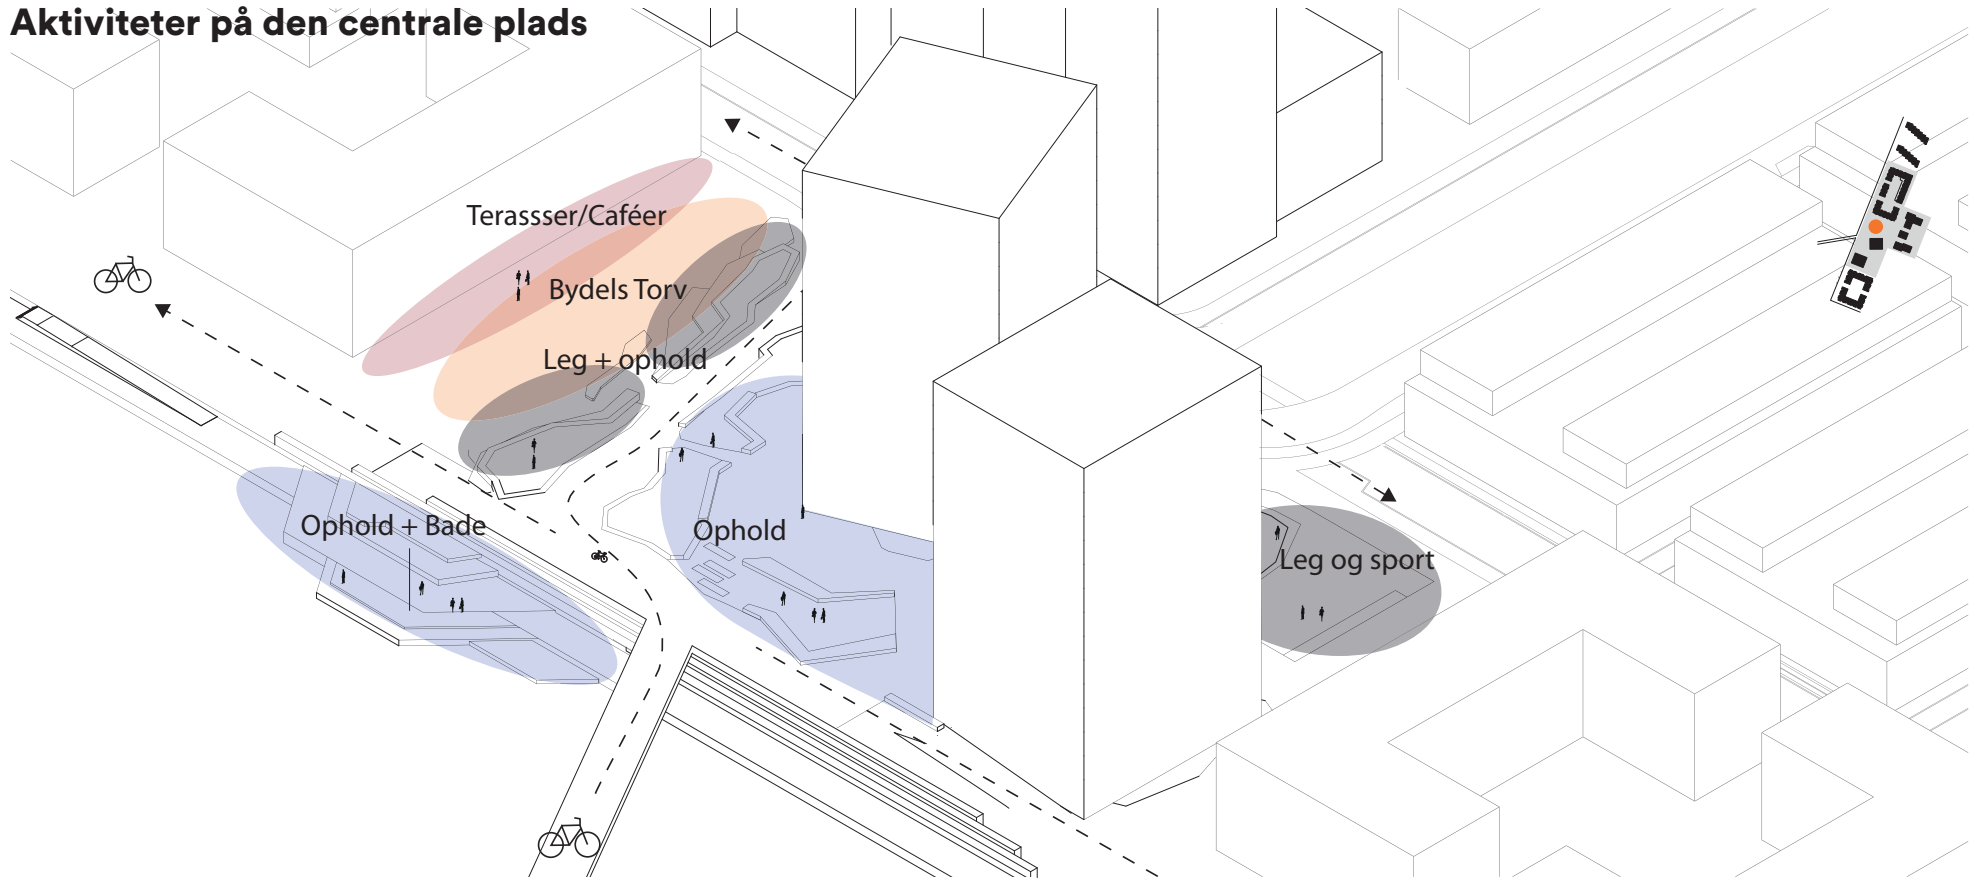 Aktiviteter på den centrale plads
Terassser/Caféer
Bydels Torv
Leg + ophold
Ophold + Bade
Ophold
Leg og sport